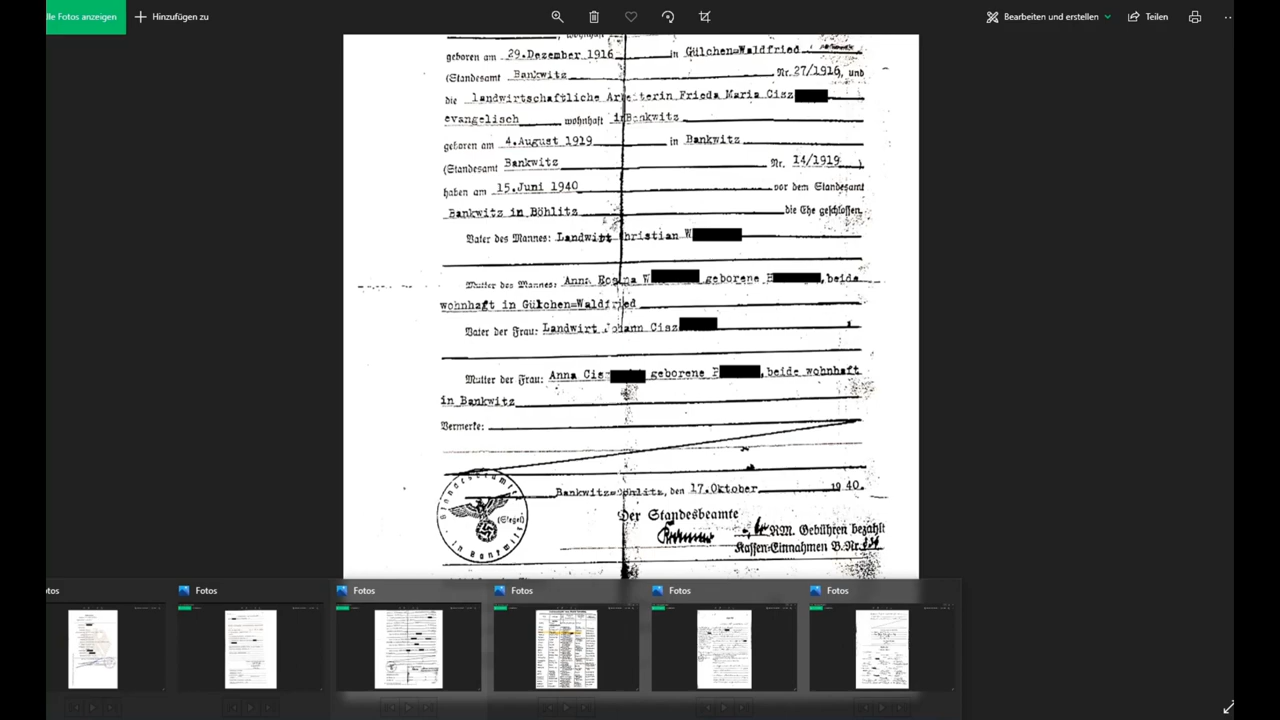 lle Fotos anzeigen
Hinzufügen zu
Bearbeiten und erstellen
Teilen
wohnhaft
geboren am 29.Dezember 1916 in Gülchen=Waldfried
(Standesamt Bankwitz Nr. 27/1916, und
die landwirtschaftliche Arbeiterin Frieda Maria Cisz
evangelisch wohnhaft in Bankwitz
geboren am 4.August 1919 in Bankwitz
(Standesamt Bankwitz Nr. 14/1919 )
haben am 15.Juni 1940 vor dem Standesamt
Bankwitz in Böhlitz die Ehe geschlossen.
Vater des Mannes: Landwirt Christian W
Mutter des Mannes: Anna Rosina W geborene H , beide
wohnhaft in Gülchen=Waldfried
Vater der Frau: Landwirt Johann Cisz
Mutter der Frau: Anna Cis geborene P , beide wohnhaft
in Bankwitz
Vermerke:
Bankwitz=Böhlitz, den 17.Oktober 1940.
Der Standesbeamte
(Siegel)
in Bankwitz
RM. Gebühren bezahlt
Kassen-Einnahmen B.Nr.
otos
Fotos
Fotos
Fotos
Fotos
Fotos